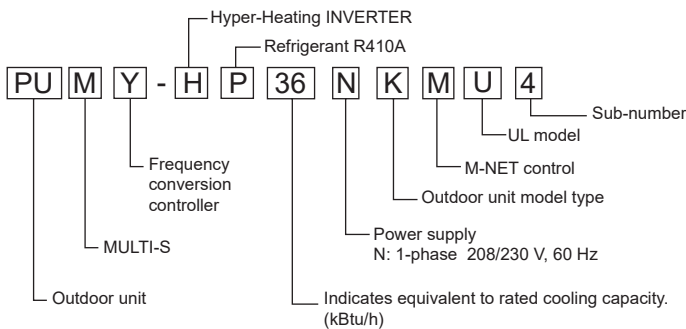 Hyper-Heating INVERTER
Refrigerant R410A
PU M Y - H P 36 N K M U 4
Sub-number
UL model
M-NET control
Outdoor unit model type
Frequency
conversion
controller
Power supply
N: 1-phase 208/230 V, 60 Hz
MULTI-S
Outdoor unit
Indicates equivalent to rated cooling capacity.
(kBtu/h)